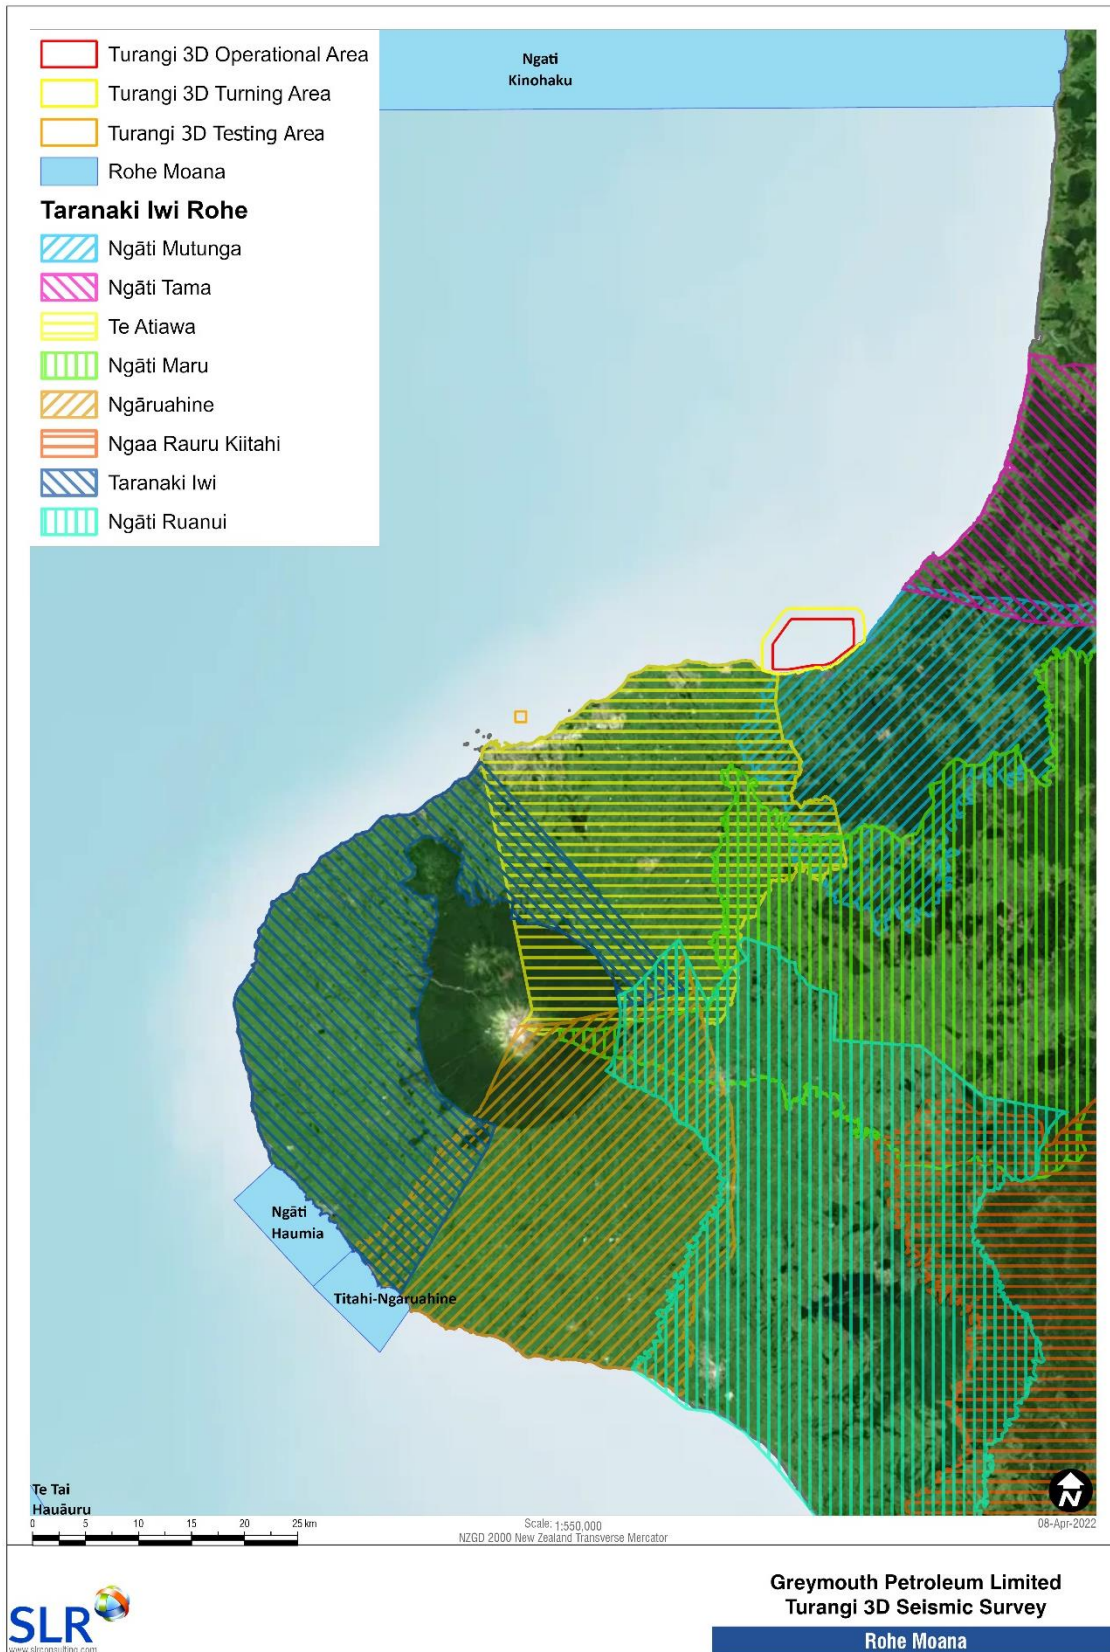 Turangi 3D Operational Area
Turangi 3D Turning Area
Turangi 3D Testing Area
Rohe Moana
Taranaki Iwi Rohe
Ngāti Mutunga
Ngāti Tama
Te Atiawa
Ngāti Maru
Ngāruahine
Ngaa Rauru Kiitahi
Taranaki Iwi
Ngāti Ruanui
Ngati
Kinohaku
Ngāti
Haumia
Titahi-Ngaruahine
Te Tai
Hauāuru
0 5 10 15 20 25 km
Scale: 1:550,000
NZGD 2000 New Zealand Transverse Mercator
N
08-Apr-2022
SLR
www.slrconsulting.com
Greymouth Petroleum Limited
Turangi 3D Seismic Survey
Rohe Moana